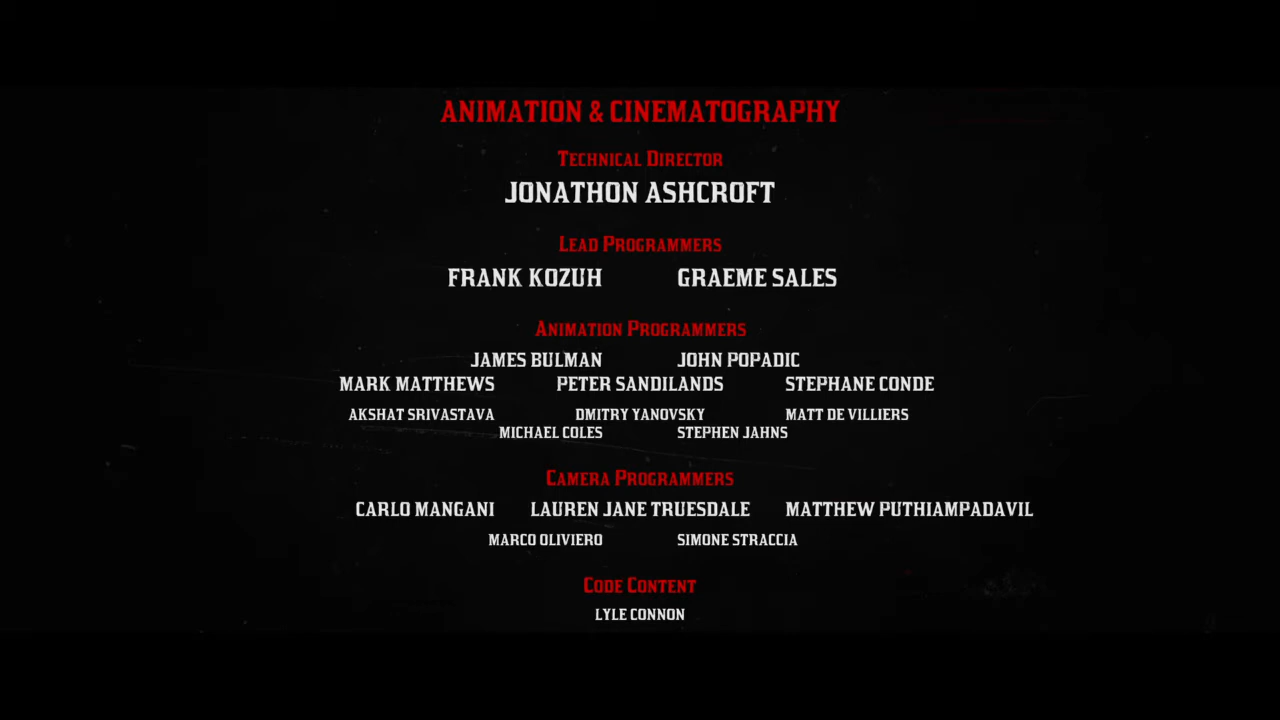 ANIMATION & CINEMATOGRAPHY
TECHNICAL DIRECTOR
JONATHON ASHCROFT
LEAD PROGRAMMERS
FRANK KOZUH GRAEME SALES
ANIMATION PROGRAMMERS
JAMES BULMAN JOHN POPADIC
MARK MATTHEWS PETER SANDILANDS STEPHANE CONDE
AKSHAT SRIVASTAVA DMITRY YANOVSKY MATT DE VILLIERS
MICHAEL COLES STEPHEN JAHNS
CAMERA PROGRAMMERS
CARLO MANGANI LAUREN JANE TRUESDALE MATTHEW PUTHIAMPADAVIL
MARCO OLIVIERO SIMONE STRACCIA
CODE CONTENT
LYLE CONNON